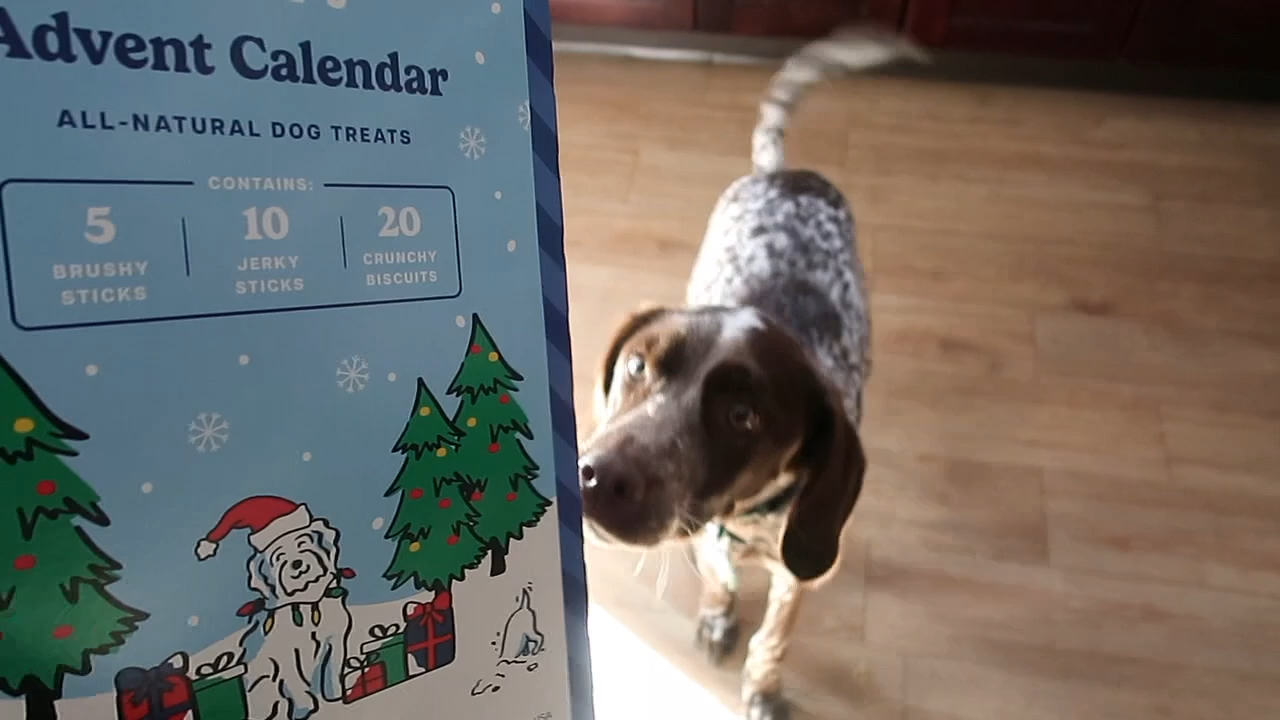 Advent Calendar
ALL-NATURAL DOG TREATS
CONTAINS:
5
BRUSHY
STICKS
10
JERKY
STICKS
20
CRUNCHY
BISCUITS